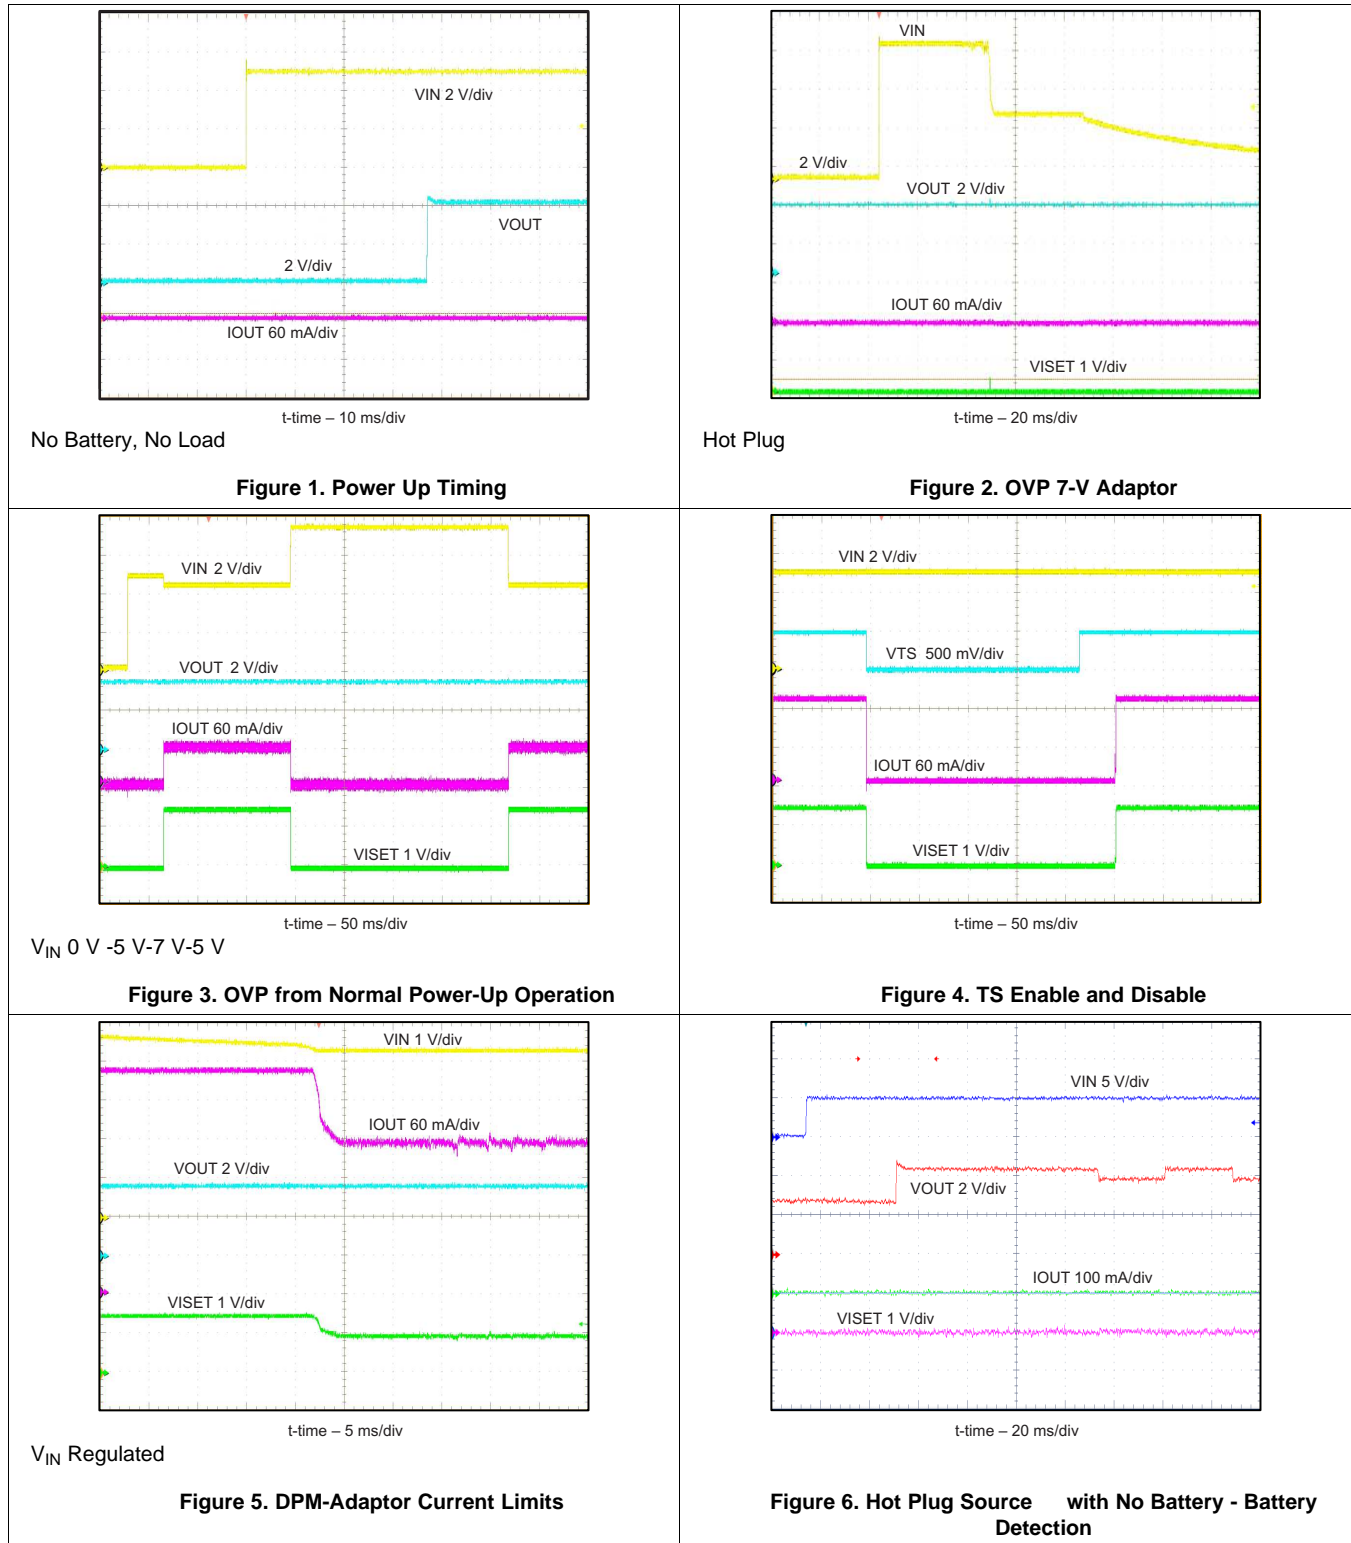 VIN 2 V/div
VOUT
2 V/div
IOUT 60 mA/div
t-time – 10 ms/div
No Battery, No Load
Figure 1. Power Up Timing
VIN
2 V/div
VOUT 2 V/div
IOUT 60 mA/div
VISET 1 V/div
t-time – 20 ms/div
Hot Plug
Figure 2. OVP 7-V Adaptor
VIN 2 V/div
VOUT 2 V/div
IOUT 60 mA/div
VISET 1 V/div
t-time – 50 ms/div
VIN 0 V -5 V-7 V-5 V
Figure 3. OVP from Normal Power-Up Operation
VIN 2 V/div
VTS 500 mV/div
IOUT 60 mA/div
VISET 1 V/div
t-time – 50 ms/div
Figure 4. TS Enable and Disable
VIN 1 V/div
IOUT 60 mA/div
VOUT 2 V/div
VISET 1 V/div
t-time – 5 ms/div
VIN Regulated
Figure 5. DPM-Adaptor Current Limits
VIN 5 V/div
VOUT 2 V/div
IOUT 100 mA/div
VISET 1 V/div
t-time – 20 ms/div
Figure 6. Hot Plug Source with No Battery - Battery
Detection